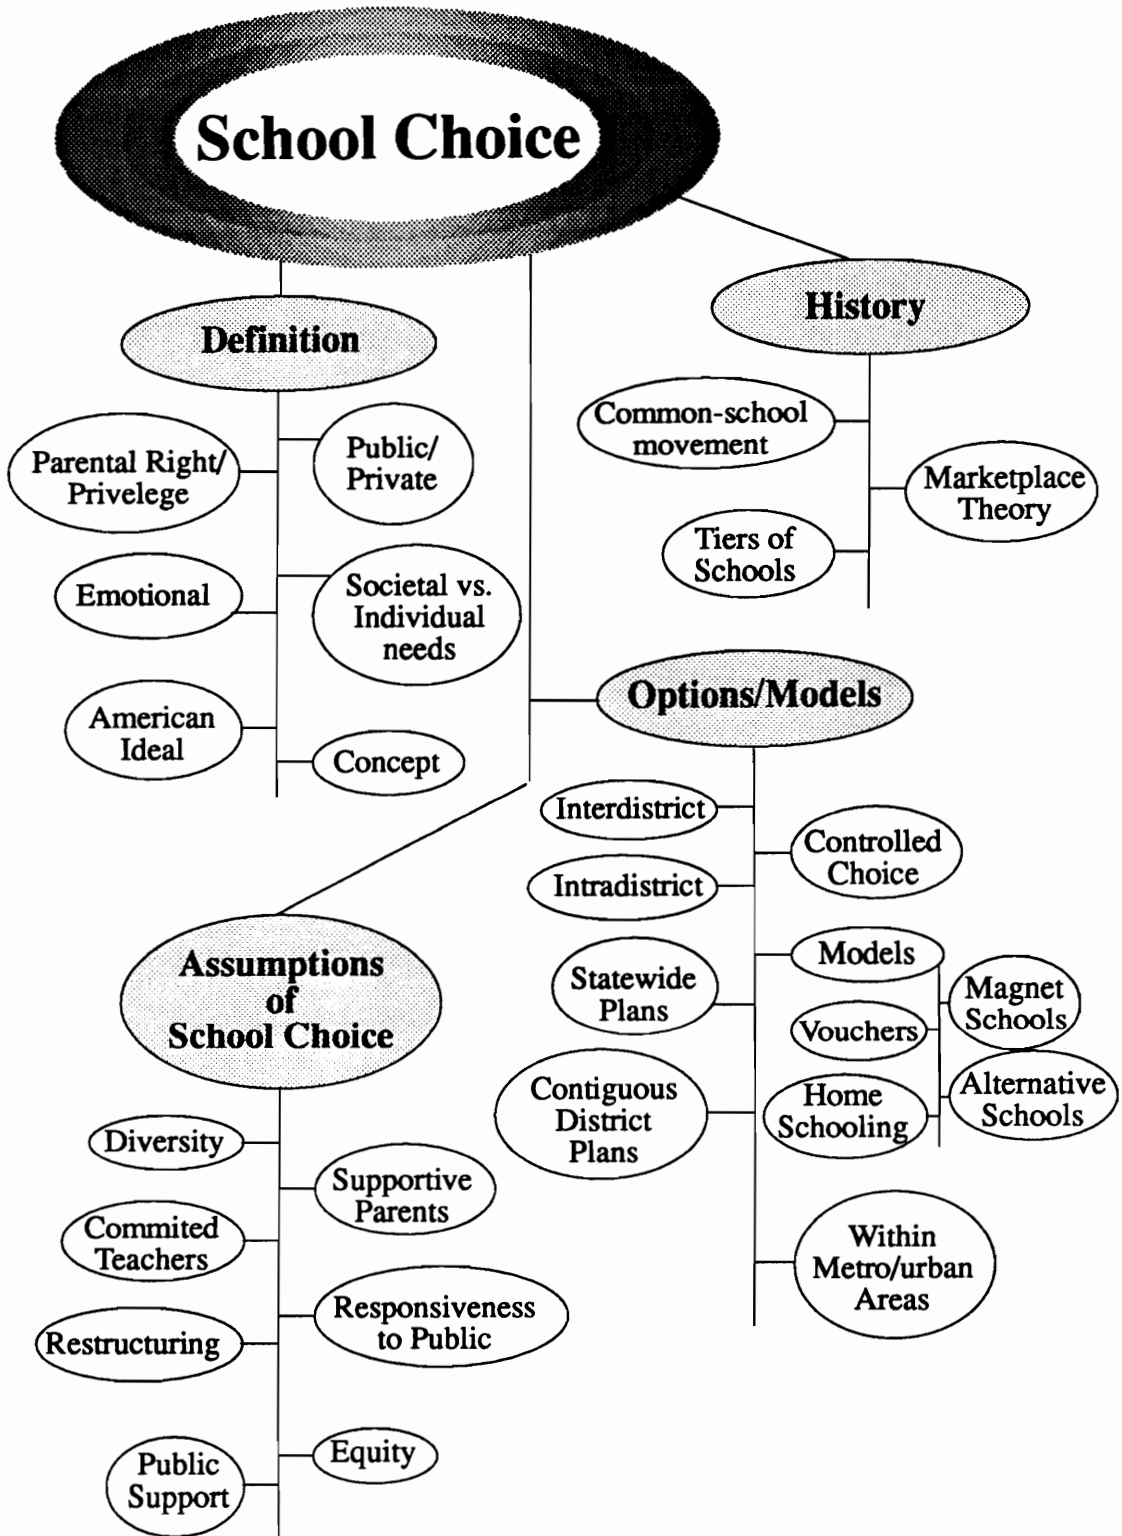 School Choice
History
Definition
Common-school
movement
Marketplace
Theory
Tiers of
Schools
Parental Right/
Privelege
Public/
Private
Emotional
Societal vs.
Individual
needs
American
Ideal
Concept
Options/Models
Interdistrict
Controlled
Choice
Intradistrict
Models
Statewide
Plans
Magnet
Schools
Vouchers
Contiguous
District
Plans
Home
Schooling
Alternative
Schools
Within
Metro/urban
Areas
Assumptions
of
School Choice
Diversity
Supportive
Parents
Commited
Teachers
Responsiveness
to Public
Restructuring
Equity
Public
Support